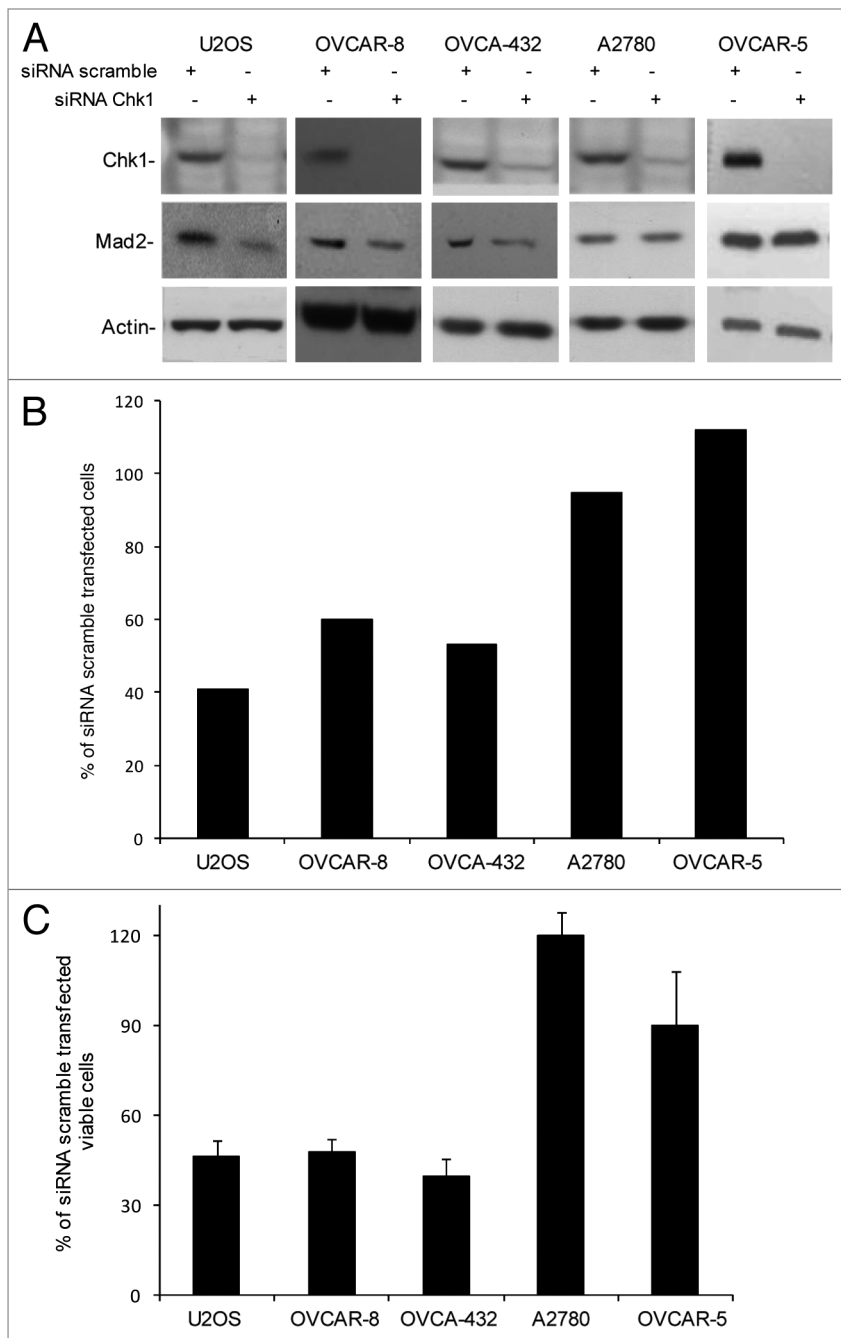 A
U2OS OVCAR-8 OVCA-432 A2780 OVCAR-5
siRNA scramble + - + - + - + - + -
siRNA Chk1 - + - + - + - + - +
Chk1-
Mad2-
Actin-
B
% of siRNA scramble transfected cells
120
100
80
60
40
20
0
U2OS OVCAR-8 OVCA-432 A2780 OVCAR-5
C
% of siRNA scramble transfected
viable cells
120
90
60
30
0
U2OS OVCAR-8 OVCA-432 A2780 OVCAR-5